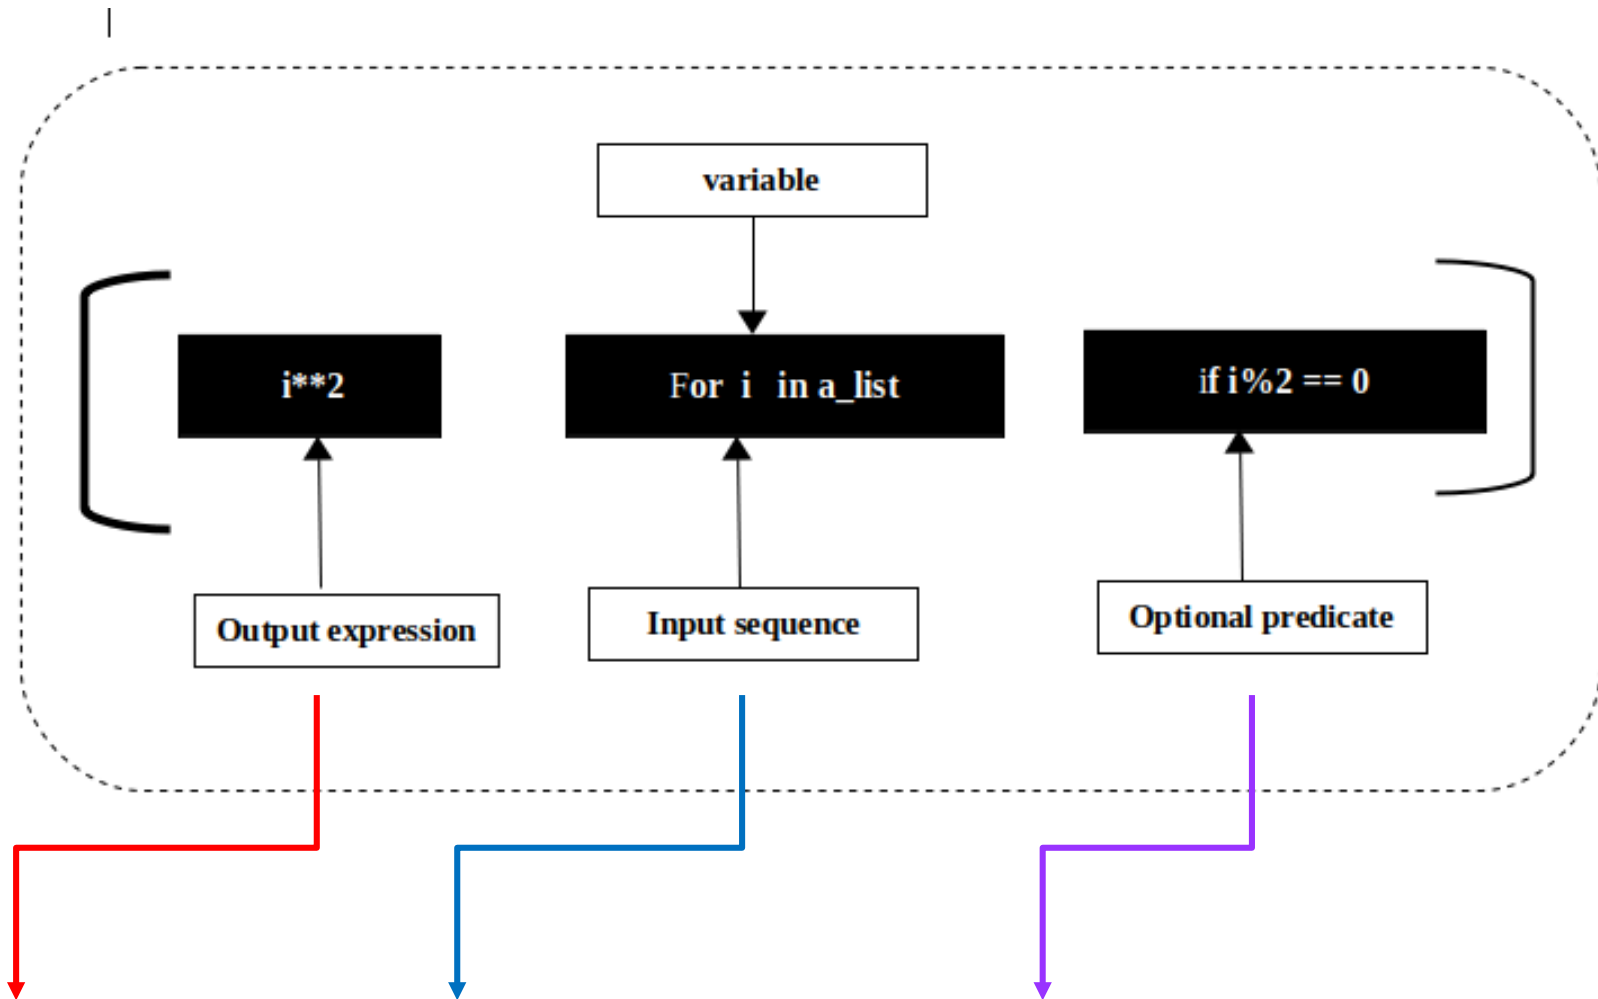 variable
i**2
For i in a_list
if i%2 == 0
Output expression
Input sequence
Optional predicate